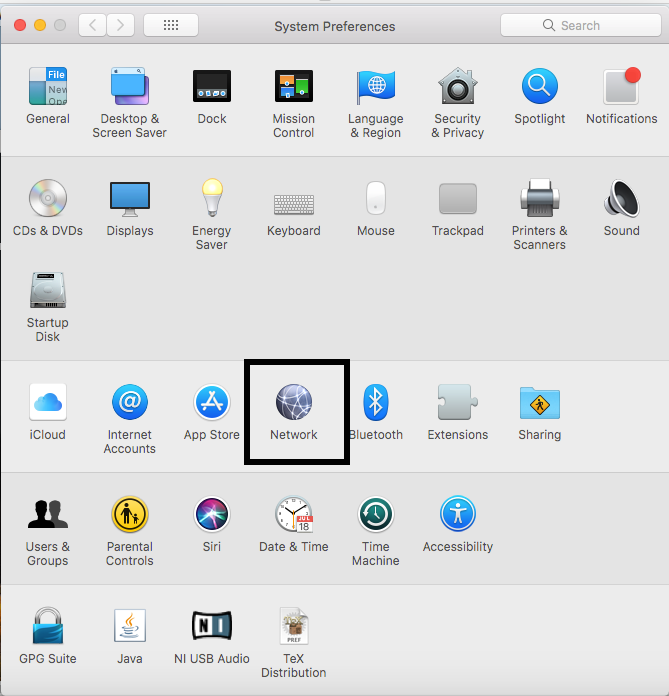 System Preferences
Search
File
New
Ope
General
Desktop &
Screen Saver
Dock
Mission
Control
Language
& Region
Security
& Privacy
Spotlight
Notifications
CDs & DVDs
Displays
Energy
Saver
Keyboard
Mouse
Trackpad
Printers &
Scanners
Sound
Startup
Disk
@
iCloud
Internet
Accounts
App Store
Network
Bluetooth
Extensions
Sharing
JUL
18
Users &
Groups
Parental
Controls
Siri
Date & Time
Time
Machine
Accessibility
NI
PREF
GPG Suite
Java
NI USB Audio
TeX
Distribution